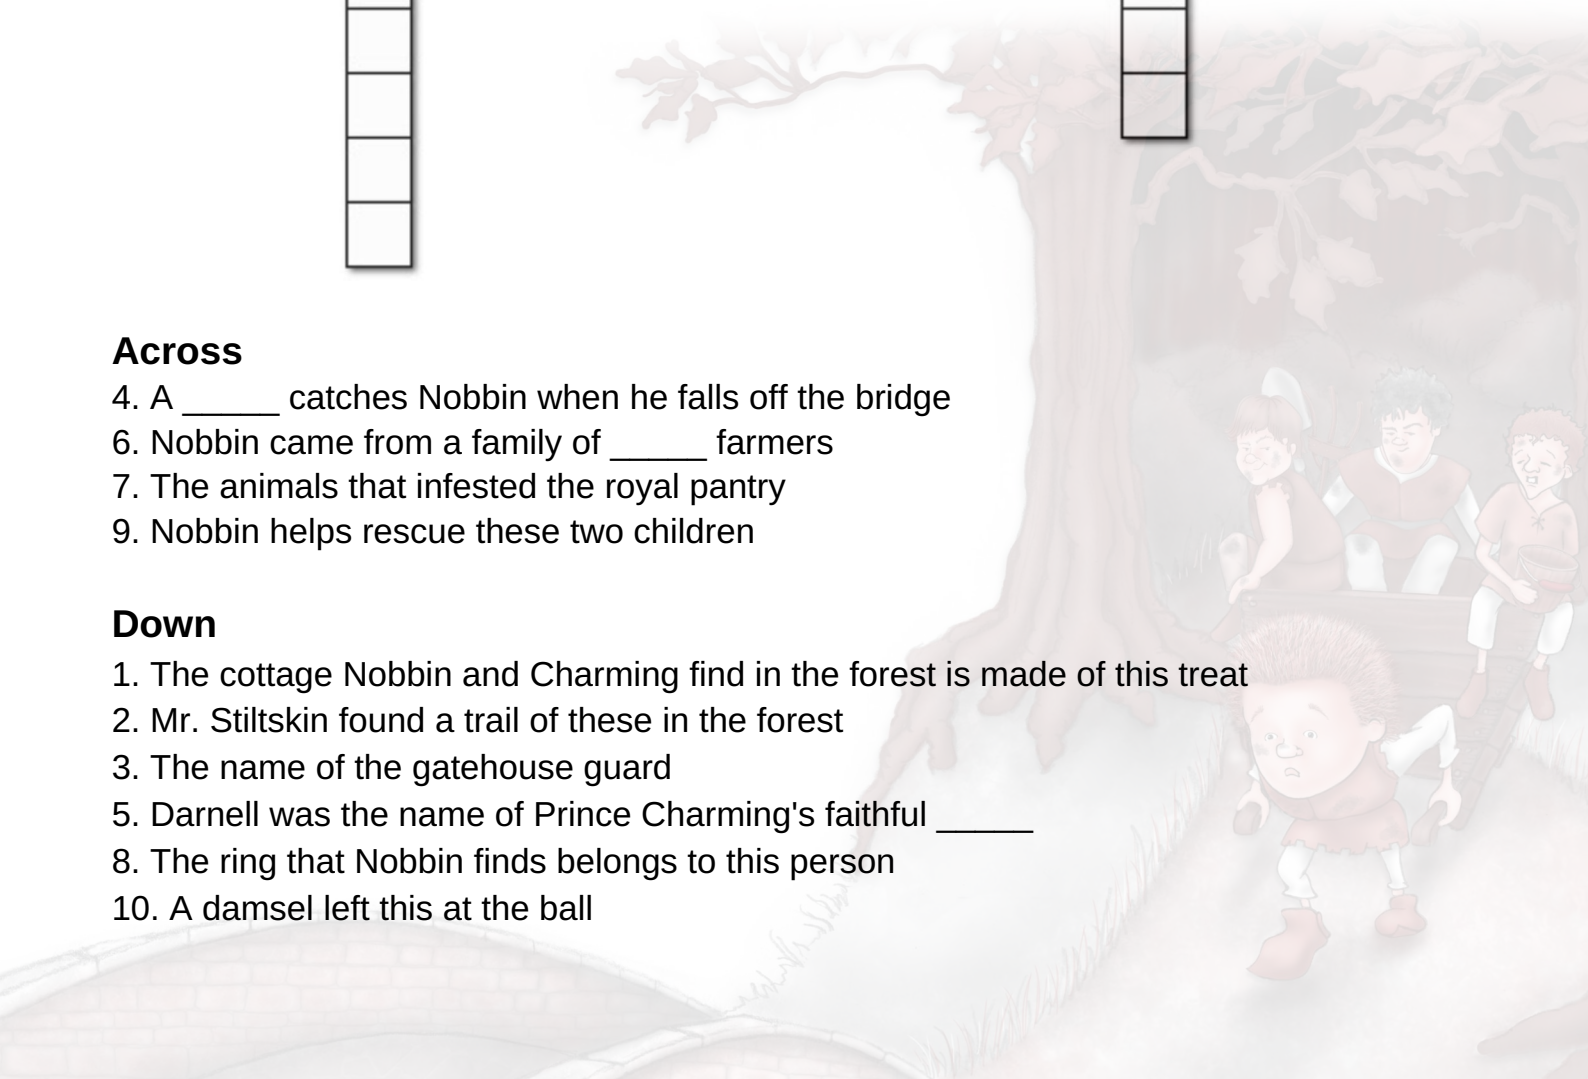 Across
4. A _____ catches Nobbin when he falls off the bridge
6. Nobbin came from a family of _____ farmers
7. The animals that infested the royal pantry
9. Nobbin helps rescue these two children
Down
1. The cottage Nobbin and Charming find in the forest is made of this treat
2. Mr. Stiltskin found a trail of these in the forest
3. The name of the gatehouse guard
5. Darnell was the name of Prince Charming's faithful _____
8. The ring that Nobbin finds belongs to this person
10. A damsel left this at the ball